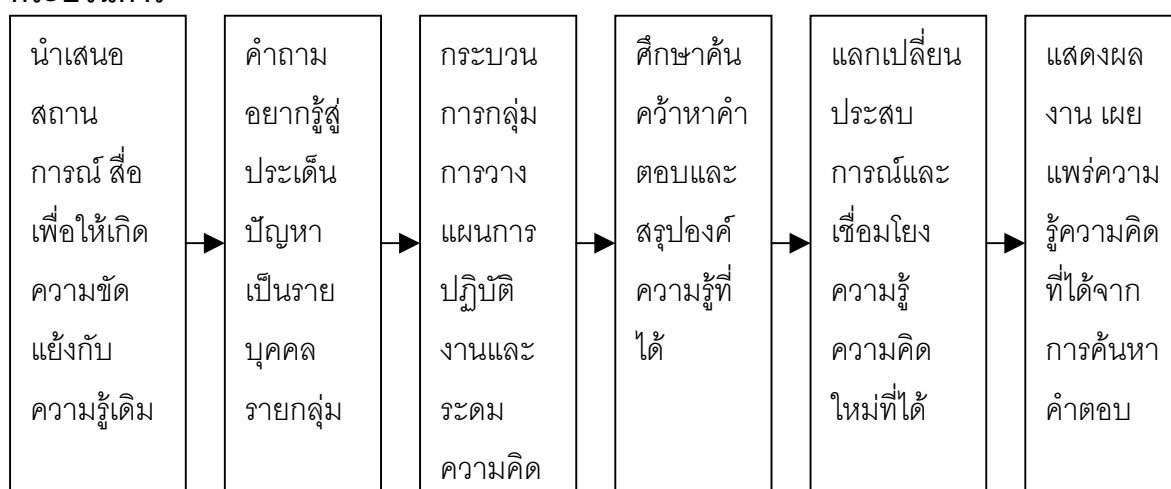 นำเสนอ
สถาน
การณ์ สื่อ
เพื่อให้เกิด
ความขัด
แย้งกับ
ความรู้เดิม
คำถาม
อยากรู้สู่
ประเด็น
ปัญหา
เป็นราย
บุคคล
รายกลุ่ม
กระบวน
การกลุ่ม
การวาง
แผนการ
ปฏิบัติ
งานและ
ระดม
ความคิด
ศึกษาค้น
คว้าหาคำ
ตอบและ
สรุปองค์
ความรู้ที่
ได้
แลกเปลี่ยน
ประสบ
การณ์และ
เชื่อมโยง
ความรู้
ความคิด
ใหม่ที่ได้
แสดงผล
งาน เผย
แพร่ความ
รู้ความคิด
ที่ได้จาก
การค้นหา
คำตอบ